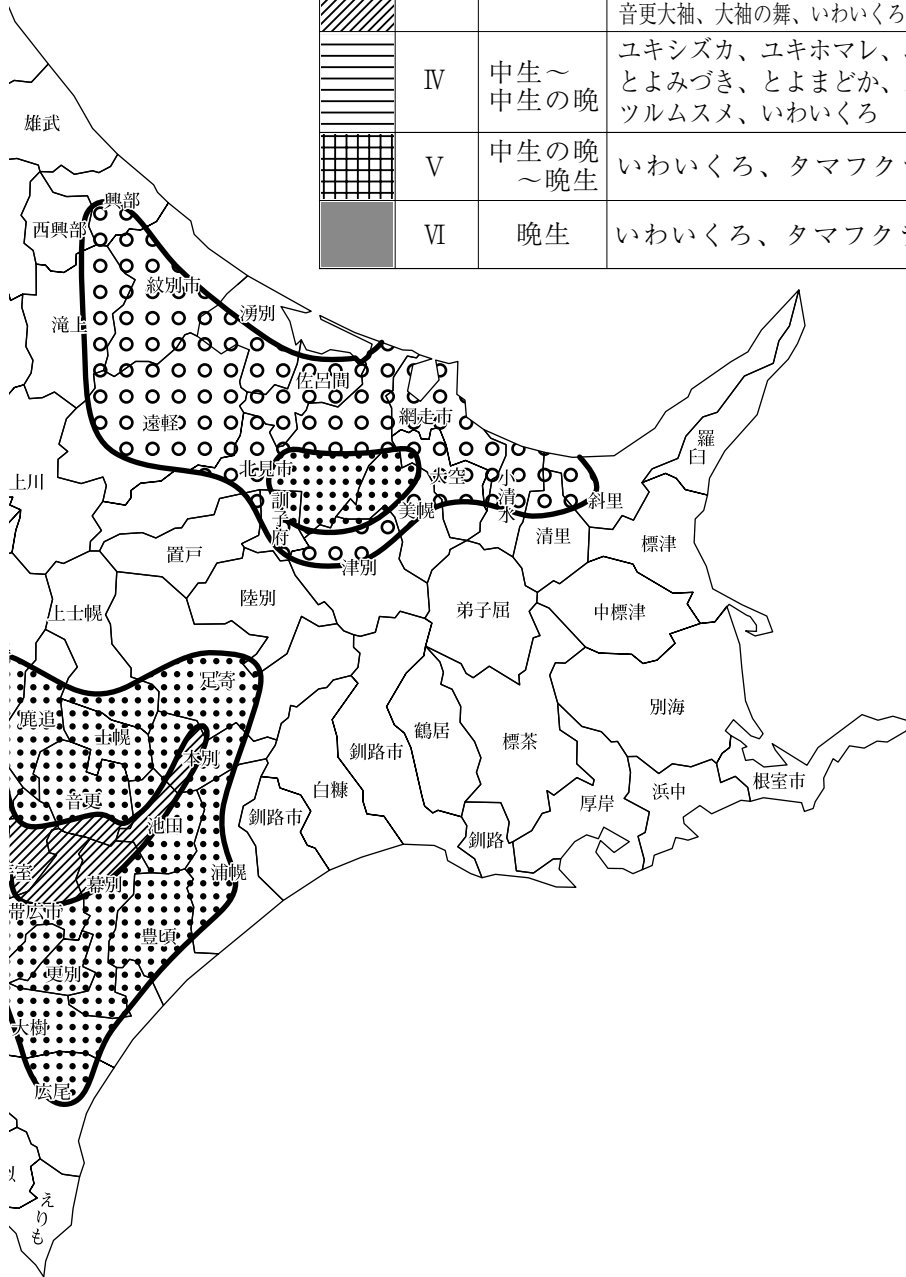 音更大袖、大袖の舞、いわいくろ
Ⅳ
中生～
中生の晩
ユキシズカ、ユキホマレ、
とよみづき、とよまどか、
ツルムスメ、いわいくろ
Ⅴ
中生の晩
～晩生
いわいくろ、タマフク
Ⅵ
晩生
いわいくろ、タマフク
雄武
興部
西興部
紋別市
湧別
滝上
佐呂間
網走市
遠軽
羅臼
北見市
大空
上川
小清水
斜里
訓子府
美幌
清里
標津
置戸
津別
陸別
弟子屈
中標津
上士幌
足寄
別海
鹿追
士幌
鶴居
標茶
釧路市
本別
根室市
白糠
浜中
音更
厚岸
釧路市
池田
釧路
室
浦幌
幕別
帯広市
豊頃
更別
大樹
広尾
えりも